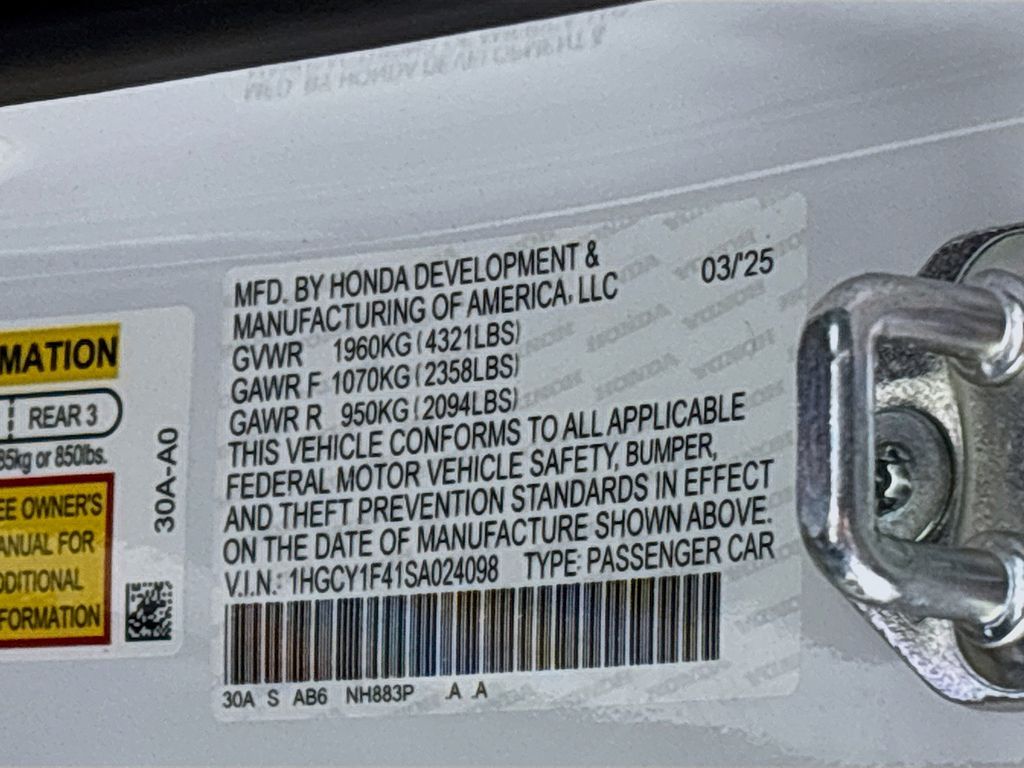 MATION
REAR 3
85kg or 850lbs.
EE OWNER'S
ANUAL FOR
DDITIONAL
FORMATION
30A-A0
MFD. BY HONDA DEVELOPMENT &
MANUFACTURING OF AMERICA, LLC
03/'25
GVWR 1960KG (4321LBS)
GAWR F 1070KG (2358LBS)
GAWR R 950KG (2094LBS)
THIS VEHICLE CONFORMS TO ALL APPLICABLE
FEDERAL MOTOR VEHICLE SAFETY, BUMPER,
AND THEFT PREVENTION STANDARDS IN EFFECT
ON THE DATE OF MANUFACTURE SHOWN ABOVE.
V.I.N.: 1HGCY1F41SA024098 TYPE: PASSENGER CAR
30A S AB6 NH883P A A